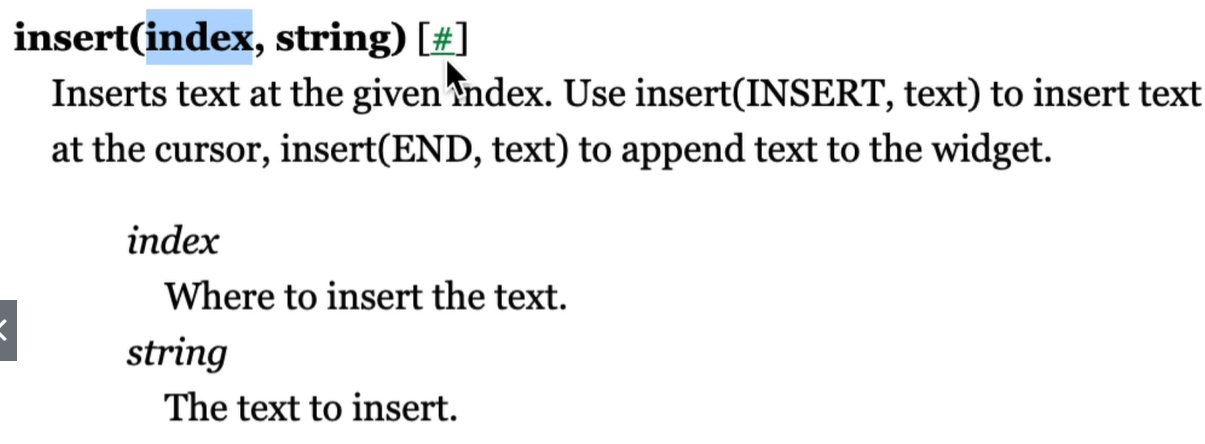 insert(index, string) [#]
Inserts text at the given index. Use insert(INSERT, text) to insert text
at the cursor, insert(END, text) to append text to the widget.
index
Where to insert the text.
string
The text to insert.